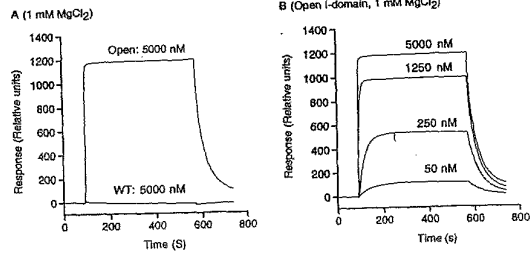 A (1 mM MgCl₂)
1400
1200
1000
800
600
400
200
0
Response (Relative units)
Open: 5000 nM
WT: 5000 nM
0
200
400
600
800
Time (S)
B (Open I-domain, 1 mM MgCl₂)
1400
1200
1000
800
600
400
200
0
Response (Relative units)
5000 nM
1250 nM
250 nM
50 nM
0
200
400
600
800
Time (s)